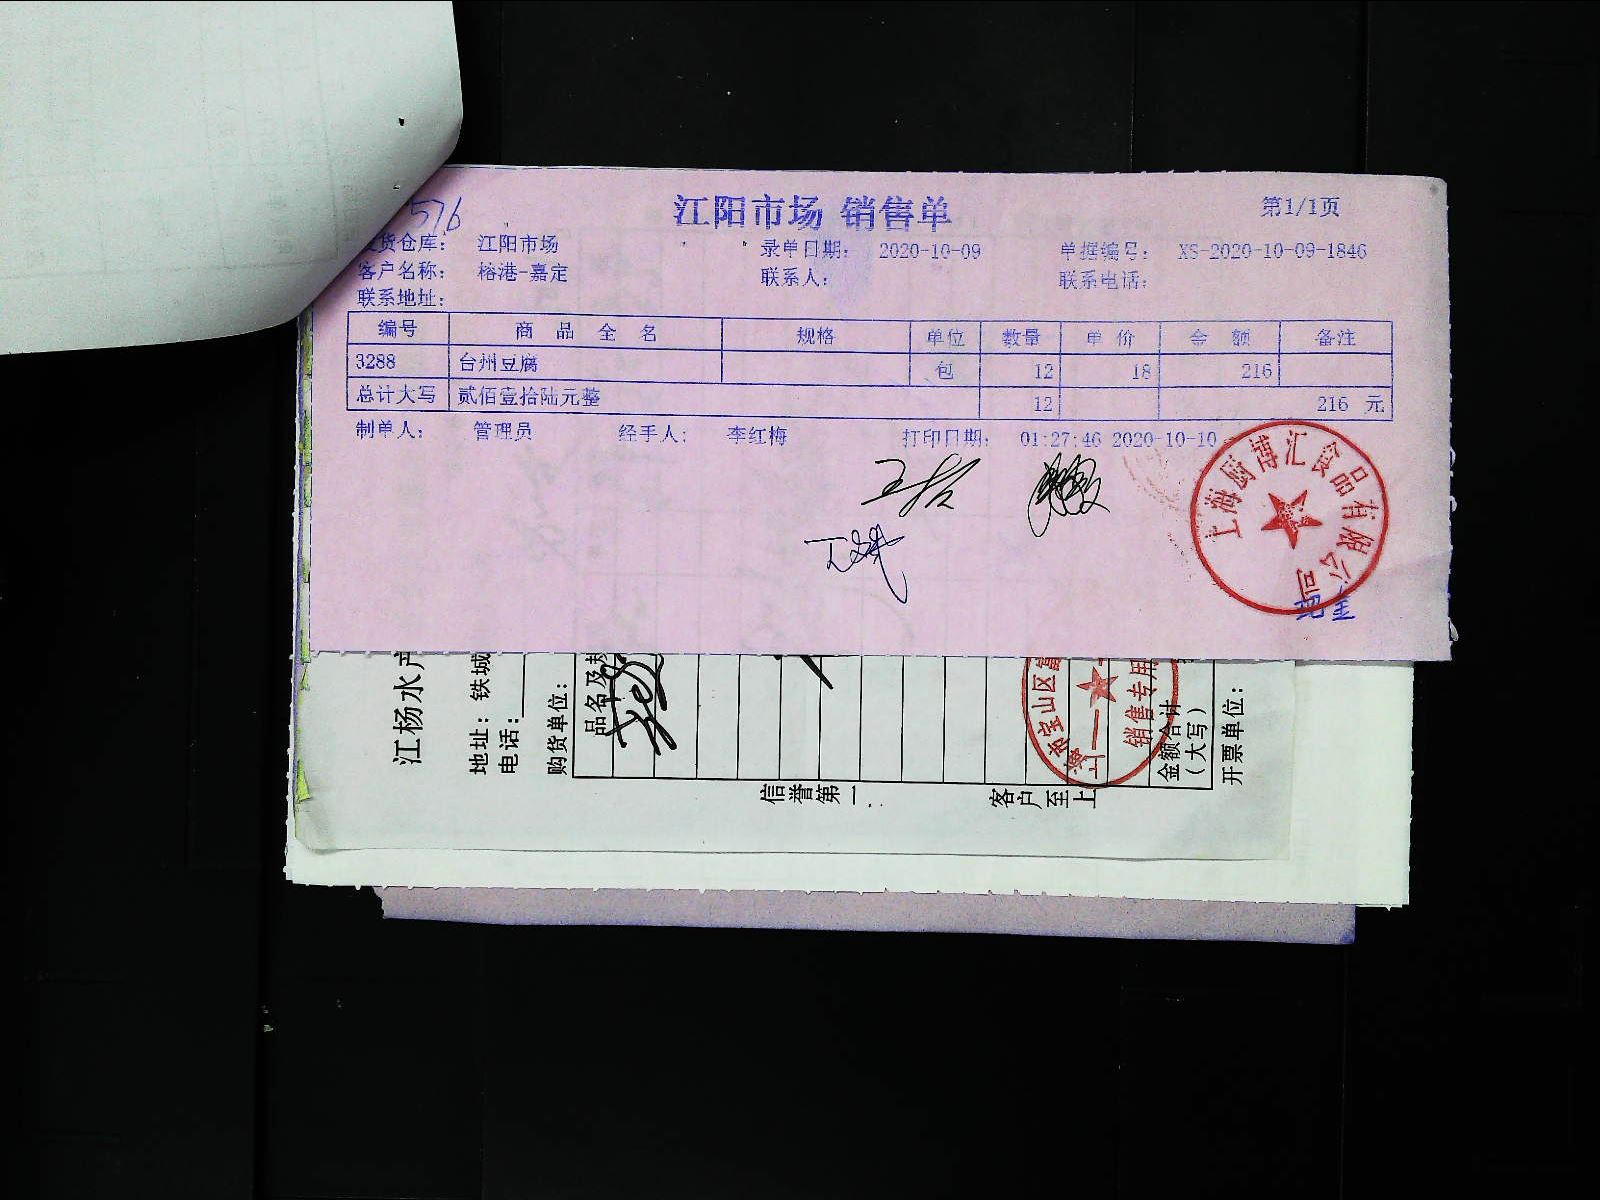 576
江阳市场 销售单
第1/1页
货仓库： 江阳市场 录单日期： 2020-10-09 单据编号： XS-2020-10-09-1846
客户名称： 榕港-嘉定 联系人： 联系电话：
联系地址：
编号 商品全名 规格 单位 数量 单价 金额 备注
3288 台州豆腐 包 12 18 216
总计大写 贰佰壹拾陆元整 12 216 元
制单人： 管理员 经手人： 李红梅 打印日期： 01:27:46 2020-10-10
上海厨博汇食品有限公司
江杨水产
地址：铁城
电话：
购货单位：
品名及规
金额合计
（大写）
开票单位：
信誉第一
客户至上
上海市宝山区富
销售专用